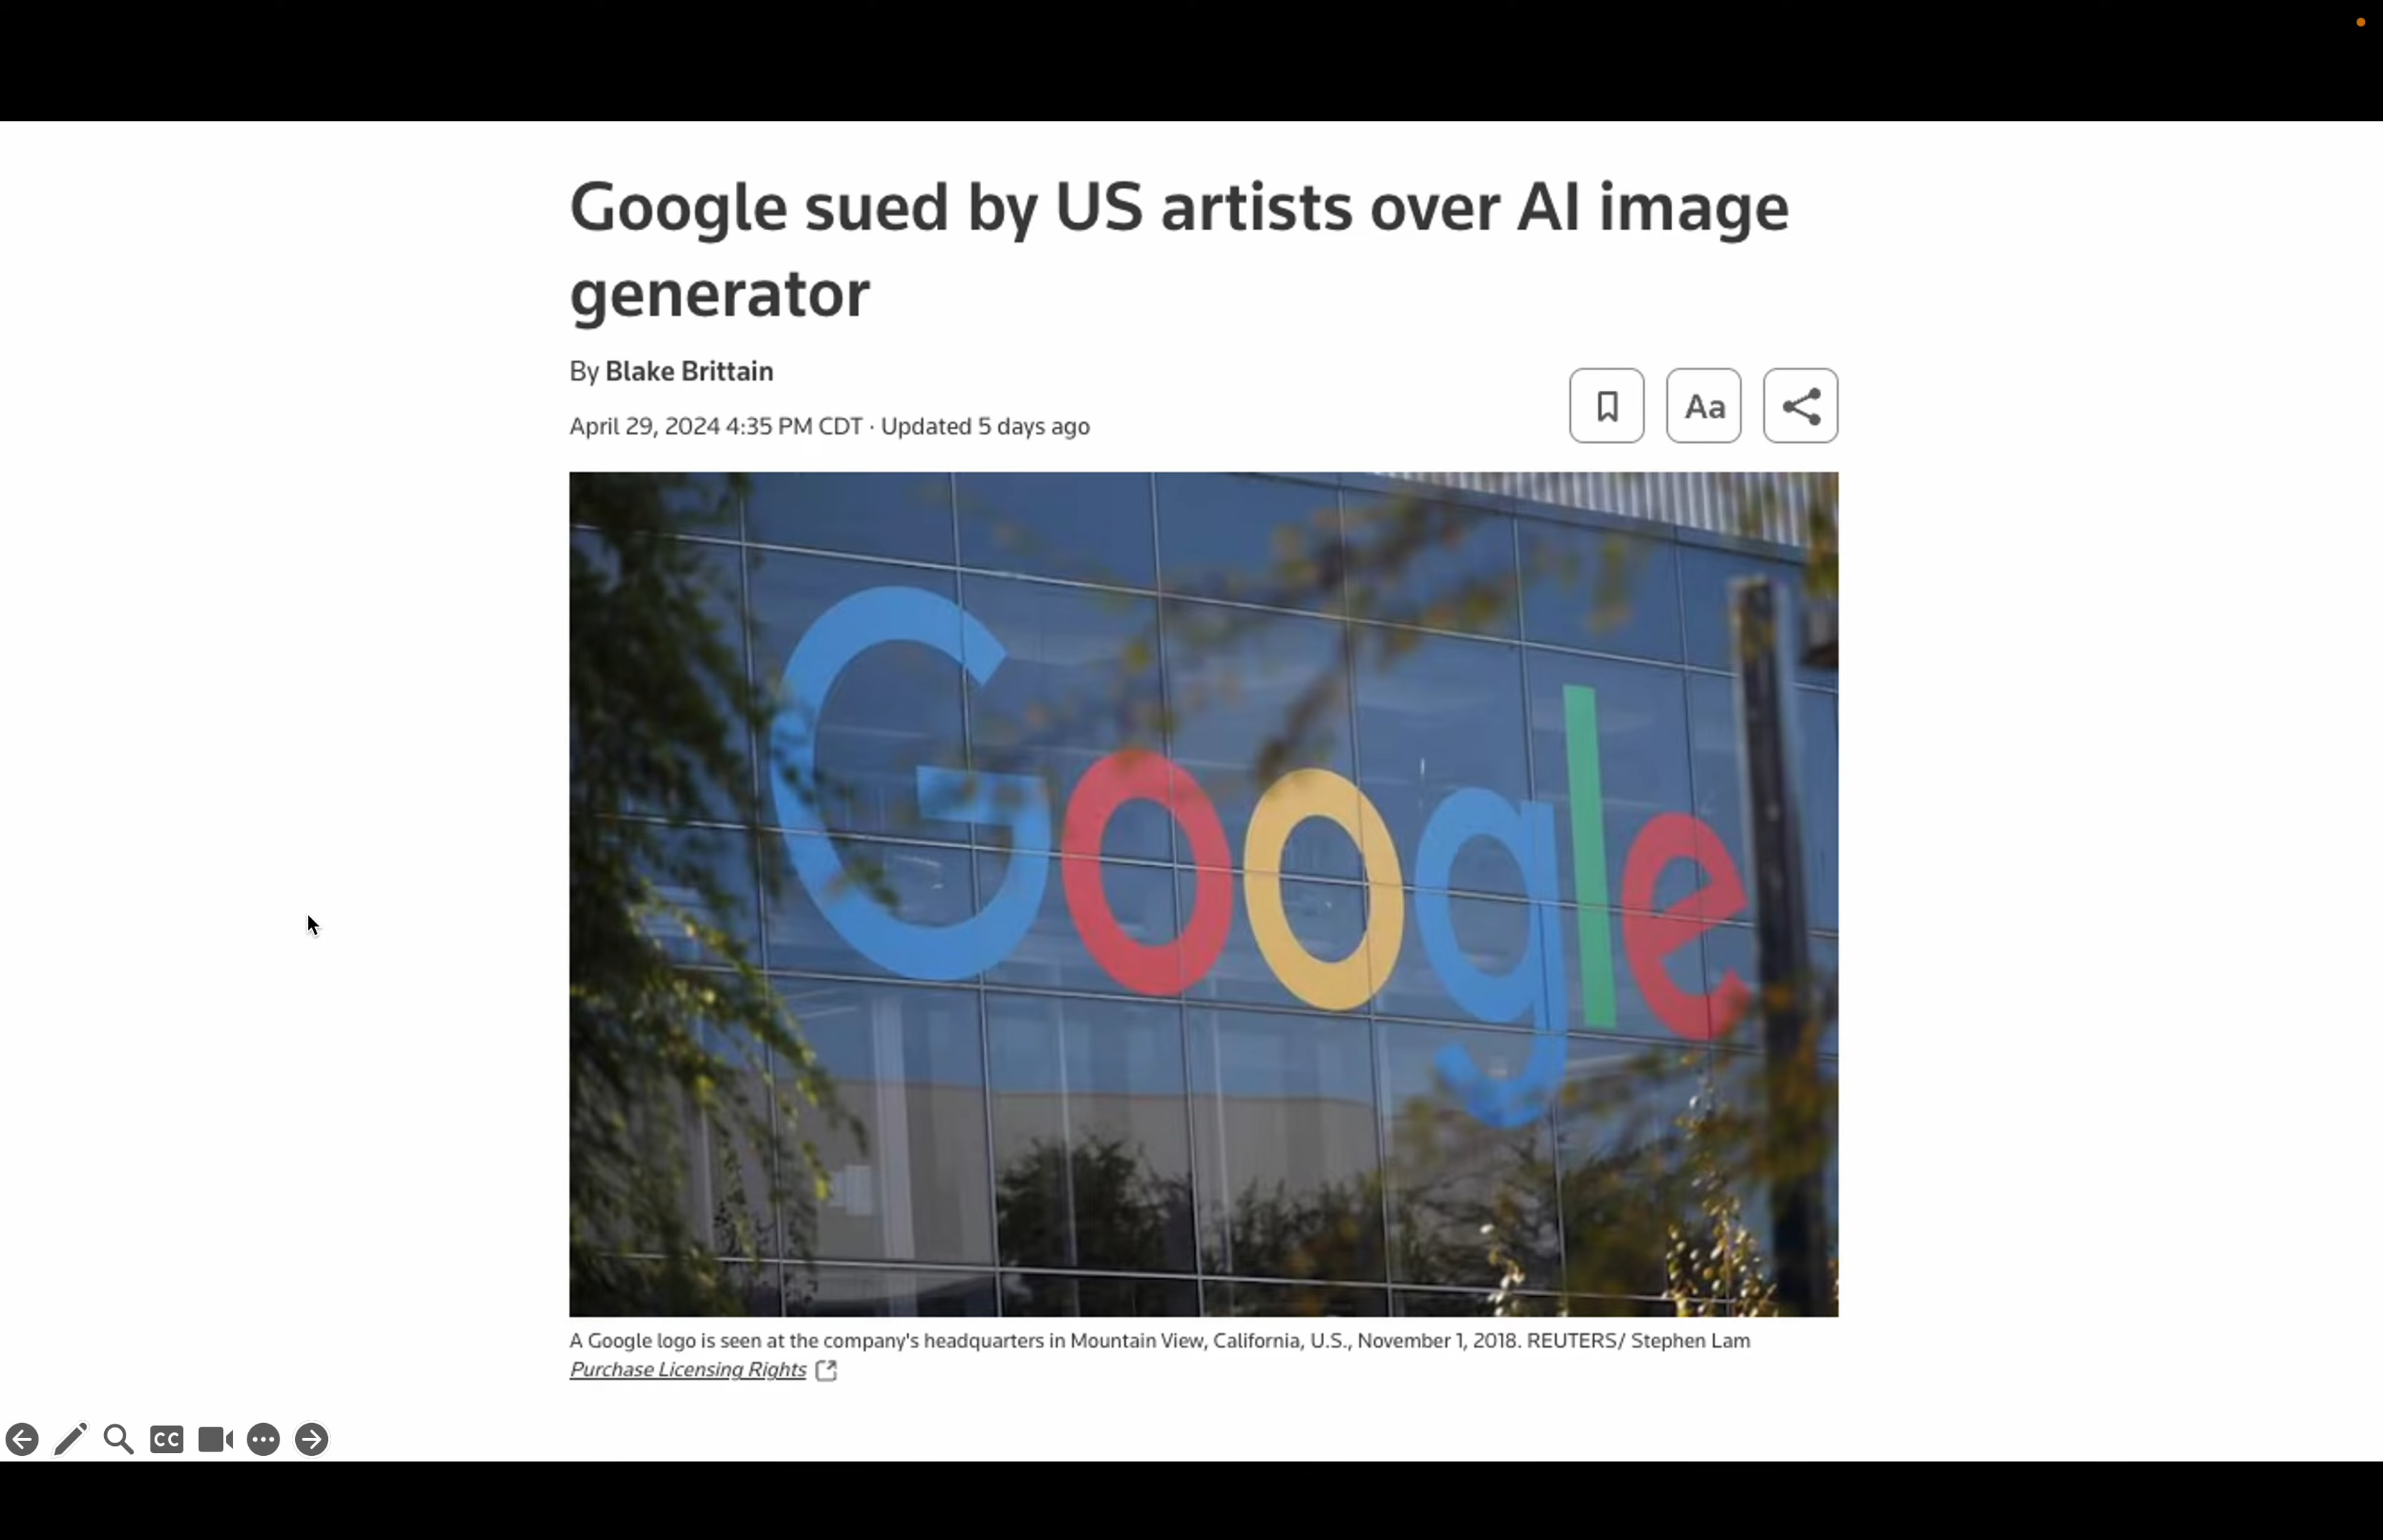 Google sued by US artists over AI image
generator
By Blake Brittain
April 29, 2024 4:35 PM CDT · Updated 5 days ago
Aa
Google
A Google logo is seen at the company's headquarters in Mountain View, California, U.S., November 1, 2018. REUTERS/ Stephen Lam
Purchase Licensing Rights
CC